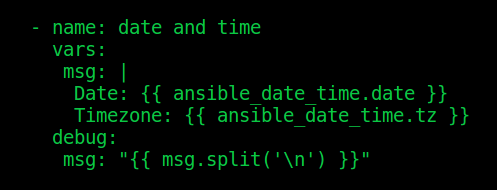 - name: date and time
  vars:
   msg: |
    Date: {{ ansible_date_time.date }}
    Timezone: {{ ansible_date_time.tz }}
  debug:
   msg: "{{ msg.split('\n') }}"